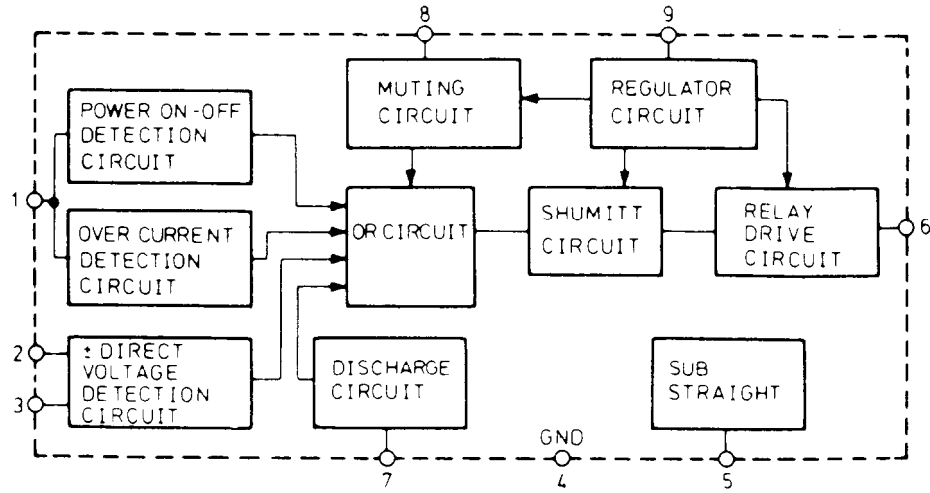 8
9
MUTING
CIRCUIT
REGULATOR
CIRCUIT
POWER ON-OFF
DETECTION
CIRCUIT
1
OVER CURRENT
DETECTION
CIRCUIT
OR CIRCUIT
SHUMITT
CIRCUIT
RELAY
DRIVE
CIRCUIT
6
2
3
± DIRECT
VOLTAGE
DETECTION
CIRCUIT
DISCHARGE
CIRCUIT
SUB
STRAIGHT
GND
7
4
5